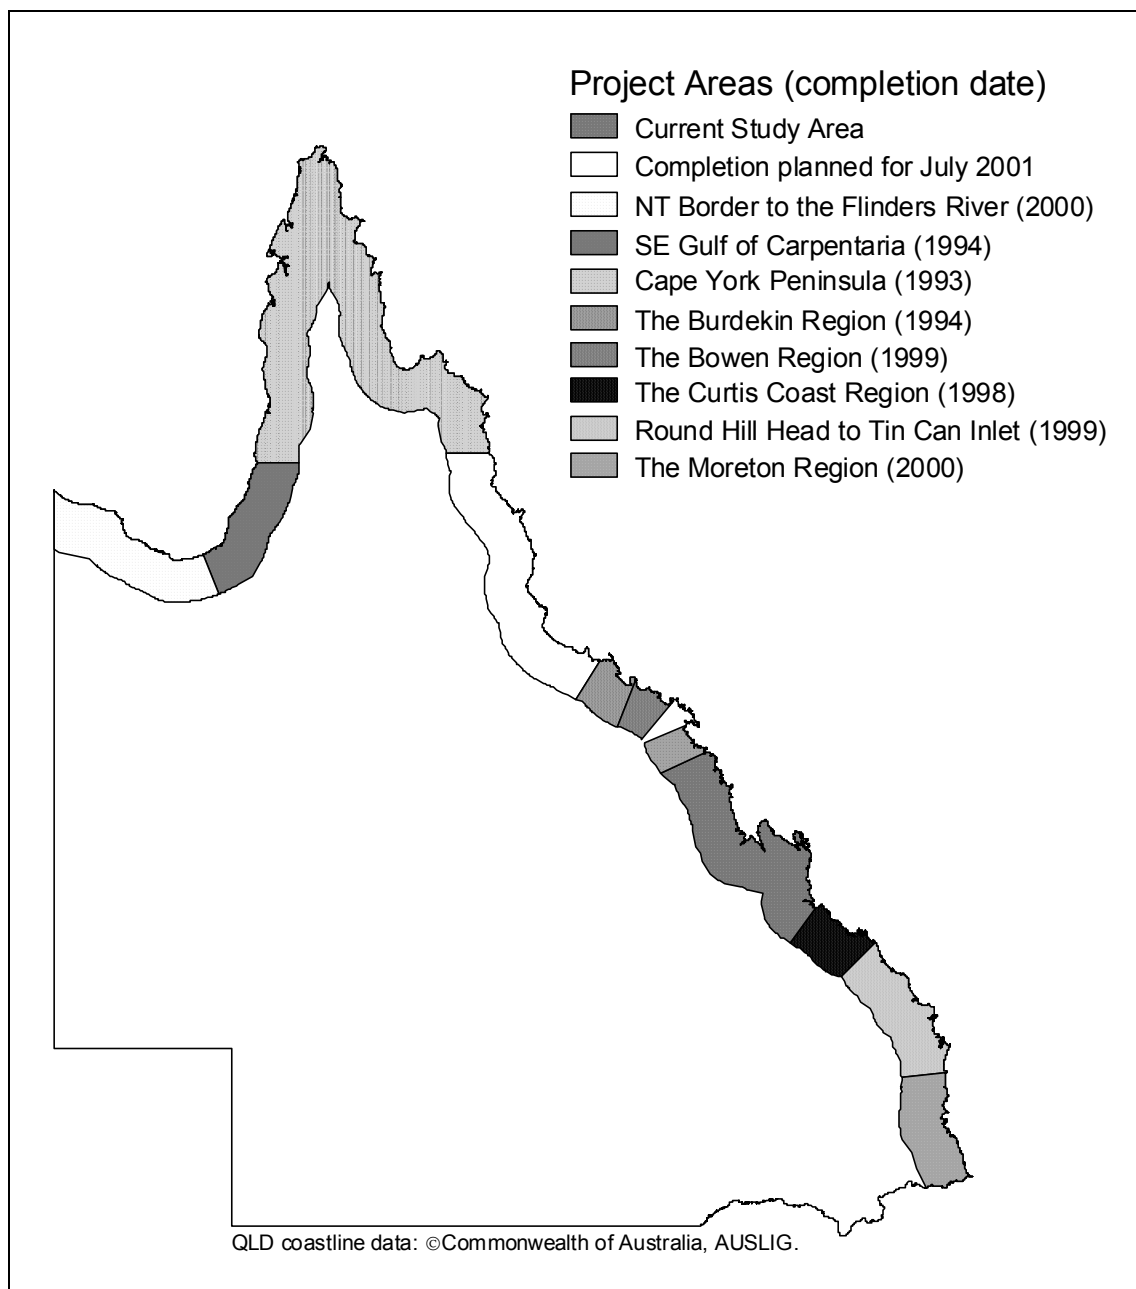 Project Areas (completion date)
Current Study Area
Completion planned for July 2001
NT Border to the Flinders River (2000)
SE Gulf of Carpentaria (1994)
Cape York Peninsula (1993)
The Burdekin Region (1994)
The Bowen Region (1999)
The Curtis Coast Region (1998)
Round Hill Head to Tin Can Inlet (1999)
The Moreton Region (2000)
QLD coastline data: ©Commonwealth of Australia, AUSLIG.